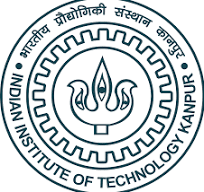 भारतीय प्रौद्योगिकी संस्थान कानपुर
INDIAN INSTITUTE OF TECHNOLOGY KANPUR